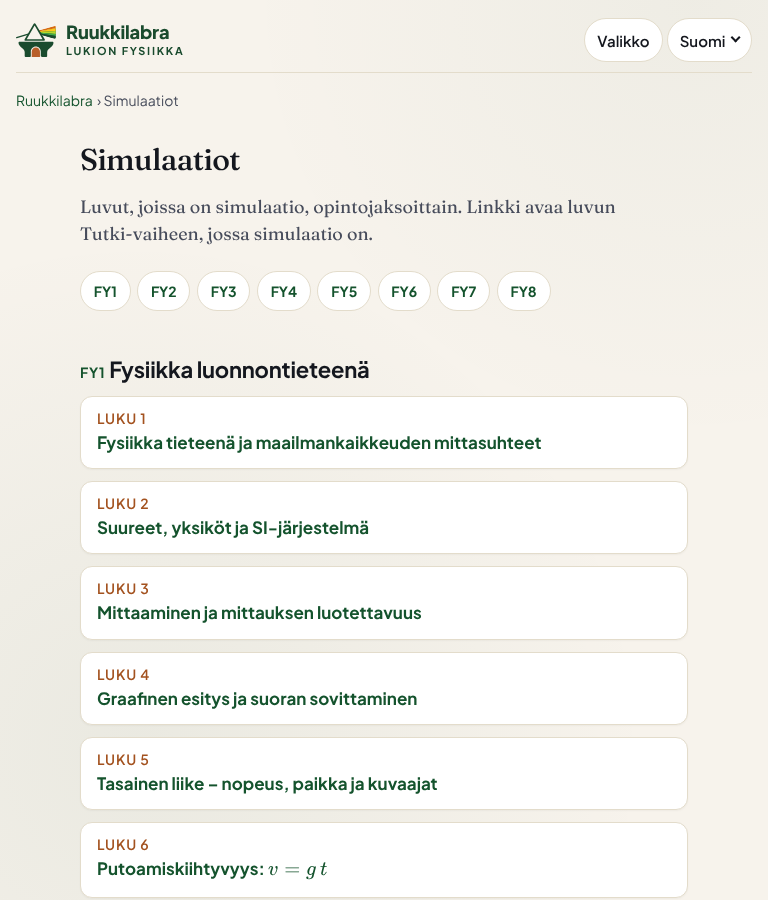 Ruukkilabra
LUKION FYSIIKKA
Valikko
Suomi
Ruukkilabra › Simulaatiot
Simulaatiot
Luvut, joissa on simulaatio, opintojaksoittain. Linkki avaa luvun
Tutki-vaiheen, jossa simulaatio on.
FY1 FY2 FY3 FY4 FY5 FY6 FY7 FY8
FY1 Fysiikka luonnontieteenä
LUKU 1
Fysiikka tieteenä ja maailmankaikkeuden mittasuhteet
LUKU 2
Suureet, yksiköt ja SI-järjestelmä
LUKU 3
Mittaaminen ja mittauksen luotettavuus
LUKU 4
Graafinen esitys ja suoran sovittaminen
LUKU 5
Tasainen liike – nopeus, paikka ja kuvaajat
LUKU 6
Putoamiskiihtyvyys: v = g t